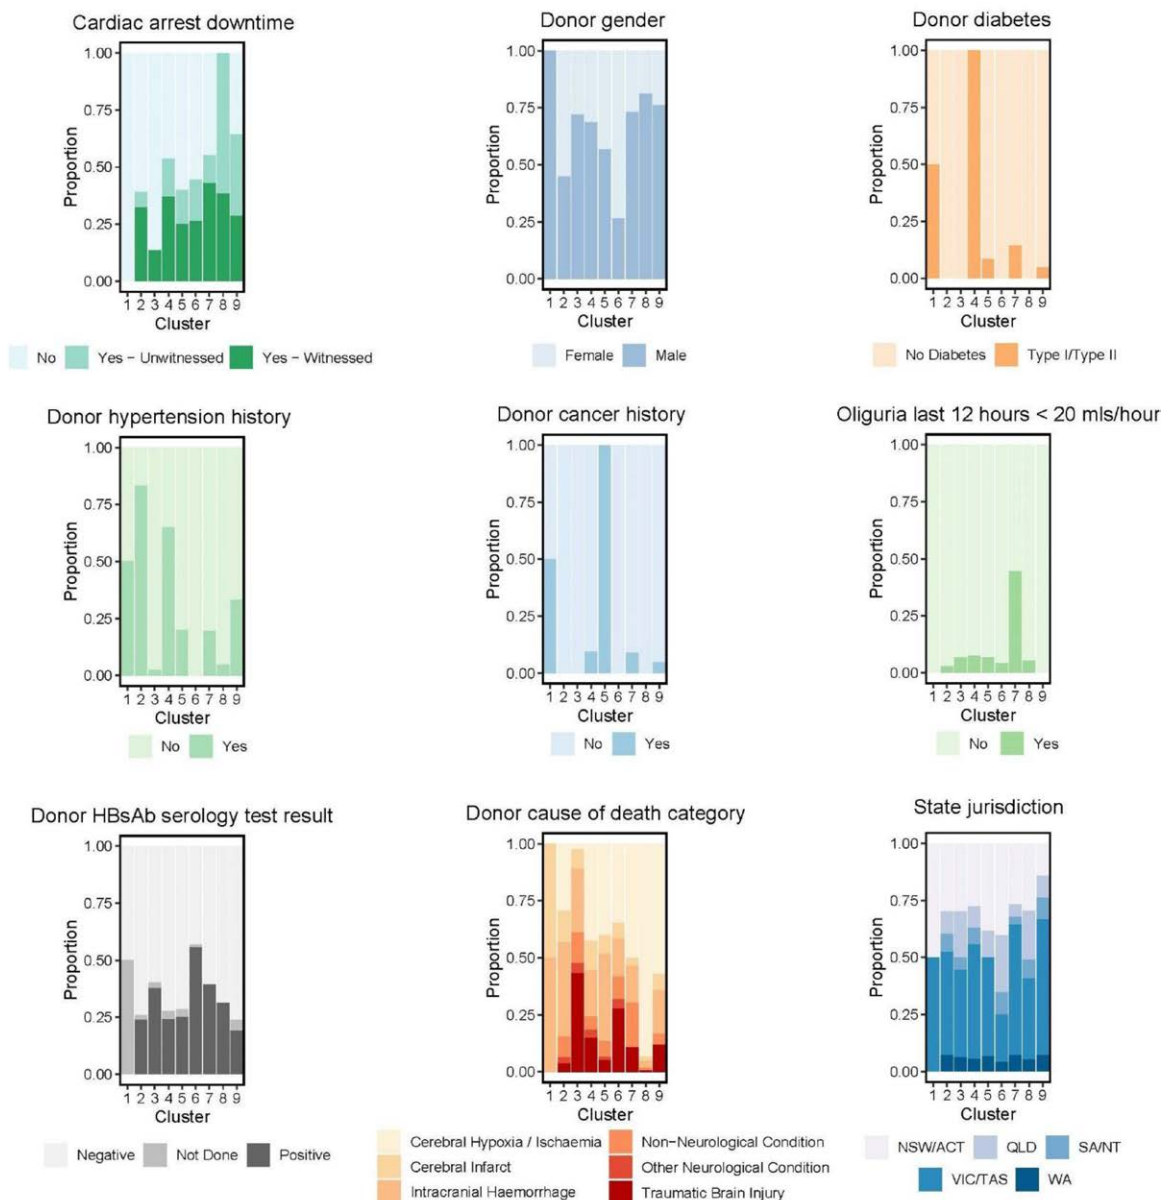 Cardiac arrest downtime
Donor gender
Donor diabetes
1.00
0.75
0.50
0.25
0.00
Proportion
1 2 3 4 5 6 7 8 9
Cluster
No Yes – Unwitnessed Yes – Witnessed
1.00
0.75
0.50
0.25
0.00
Proportion
1 2 3 4 5 6 7 8 9
Cluster
Female Male
1.00
0.75
0.50
0.25
0.00
Proportion
1 2 3 4 5 6 7 8 9
Cluster
No Diabetes Type I/Type II
Donor hypertension history
Donor cancer history
Oliguria last 12 hours < 20 mls/hour
1.00
0.75
0.50
0.25
0.00
Proportion
1 2 3 4 5 6 7 8 9
Cluster
No Yes
1.00
0.75
0.50
0.25
0.00
Proportion
1 2 3 4 5 6 7 8 9
Cluster
No Yes
1.00
0.75
0.50
0.25
0.00
Proportion
1 2 3 4 5 6 7 8 9
Cluster
No Yes
Donor HBsAb serology test result
Donor cause of death category
State jurisdiction
1.00
0.75
0.50
0.25
0.00
Proportion
1 2 3 4 5 6 7 8 9
Cluster
Negative Not Done Positive
1.00
0.75
0.50
0.25
0.00
Proportion
1 2 3 4 5 6 7 8 9
Cluster
Cerebral Hypoxia / Ischaemia Non−Neurological Condition
Cerebral Infarct Other Neurological Condition
Intracranial Haemorrhage Traumatic Brain Injury
1.00
0.75
0.50
0.25
0.00
Proportion
1 2 3 4 5 6 7 8 9
Cluster
NSW/ACT QLD SA/NT
VIC/TAS WA